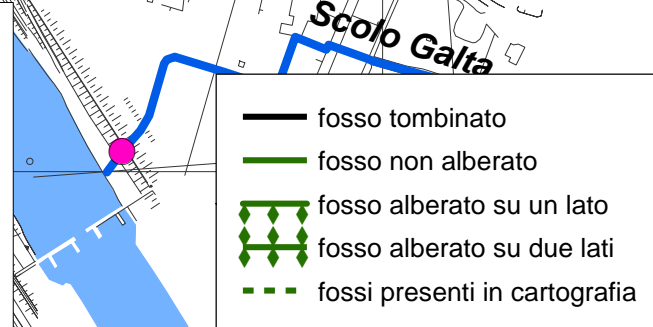 Scolo Galta
fosso tombinato
fosso non alberato
fosso alberato su un lato
fosso alberato su due lati
fossi presenti in cartografia